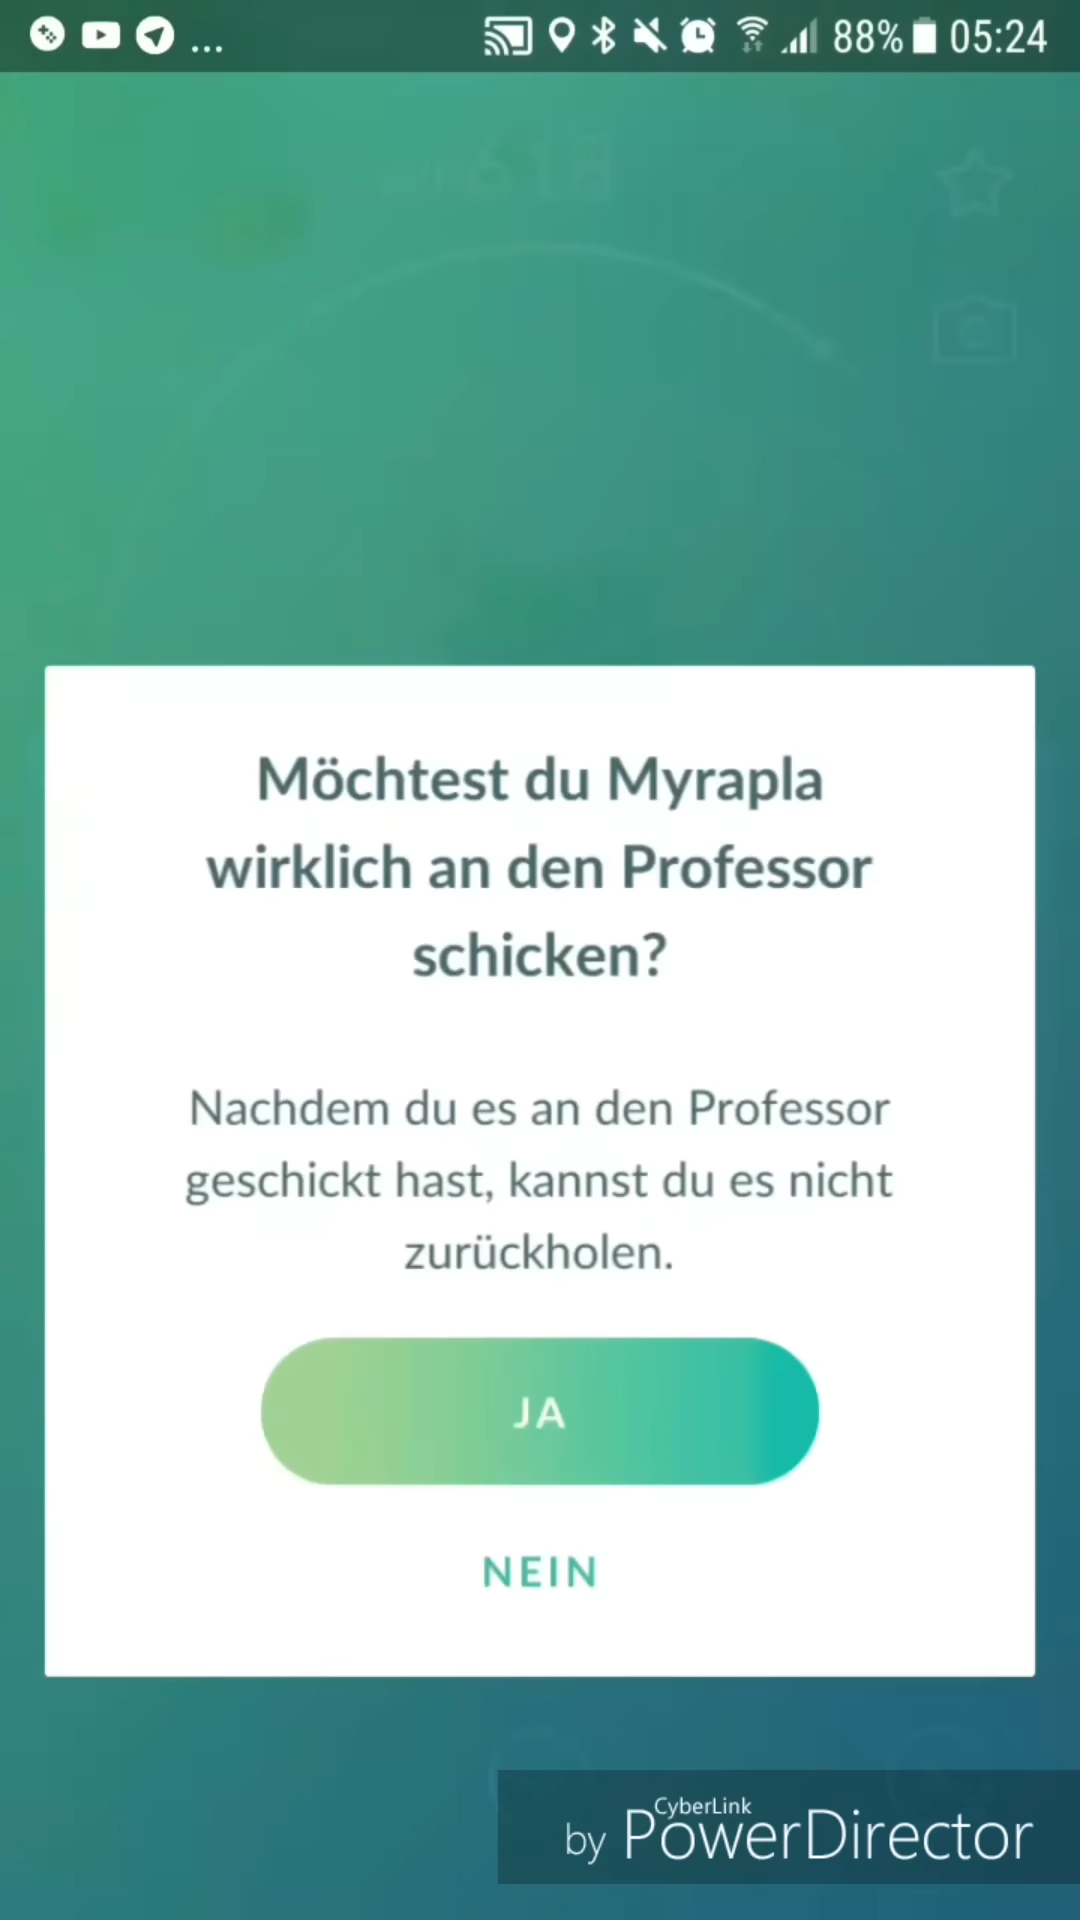 ... 88% 05:24
618
Möchtest du Myrapla
wirklich an den Professor
schicken?
Nachdem du es an den Professor
geschickt hast, kannst du es nicht
zurückholen.
JA
NEIN
CyberLink
by PowerDirector